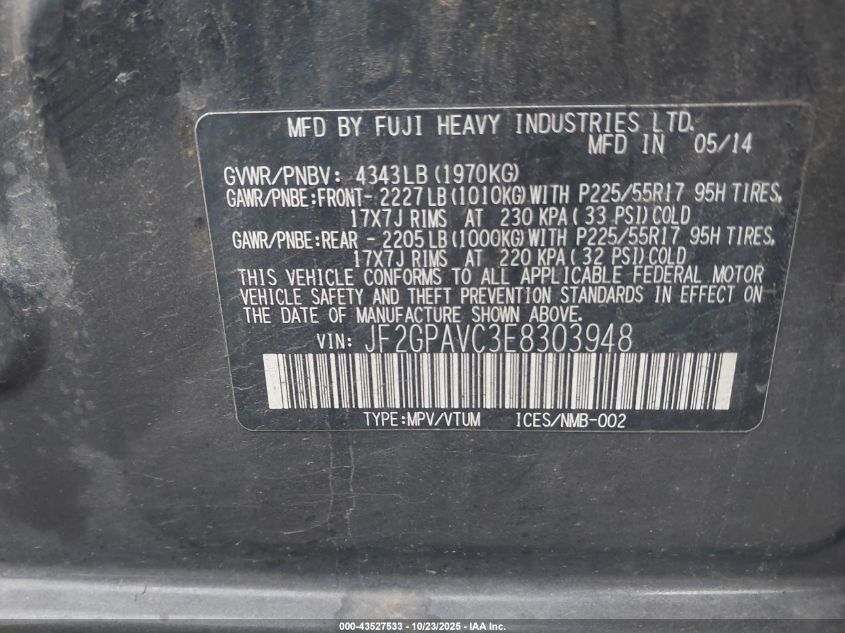 MFD BY FUJI HEAVY INDUSTRIES LTD.
MFD IN 05/14
GVWR/PNBV: 4343LB (1970KG)
GAWR/PNBE:FRONT- 2227LB(1010KG)WITH P225/55R17 95H TIRES,
17X7J RIMS AT 230 KPA( 33 PSI)COLD
GAWR/PNBE:REAR - 2205LB(1000KG)WITH P225/55R17 95H TIRES,
17X7J RIMS AT 220 KPA( 32 PSI)COLD
THIS VEHICLE CONFORMS TO ALL APPLICABLE FEDERAL MOTOR
VEHICLE SAFETY AND THEFT PREVENTION STANDARDS IN EFFECT ON
THE DATE OF MANUFACTURE SHOWN ABOVE.
VIN: JF2GPAVC3E8303948
TYPE:MPV/VTUM ICES/NMB-002
000-43527533 - 10/23/2025 - IAA Inc.